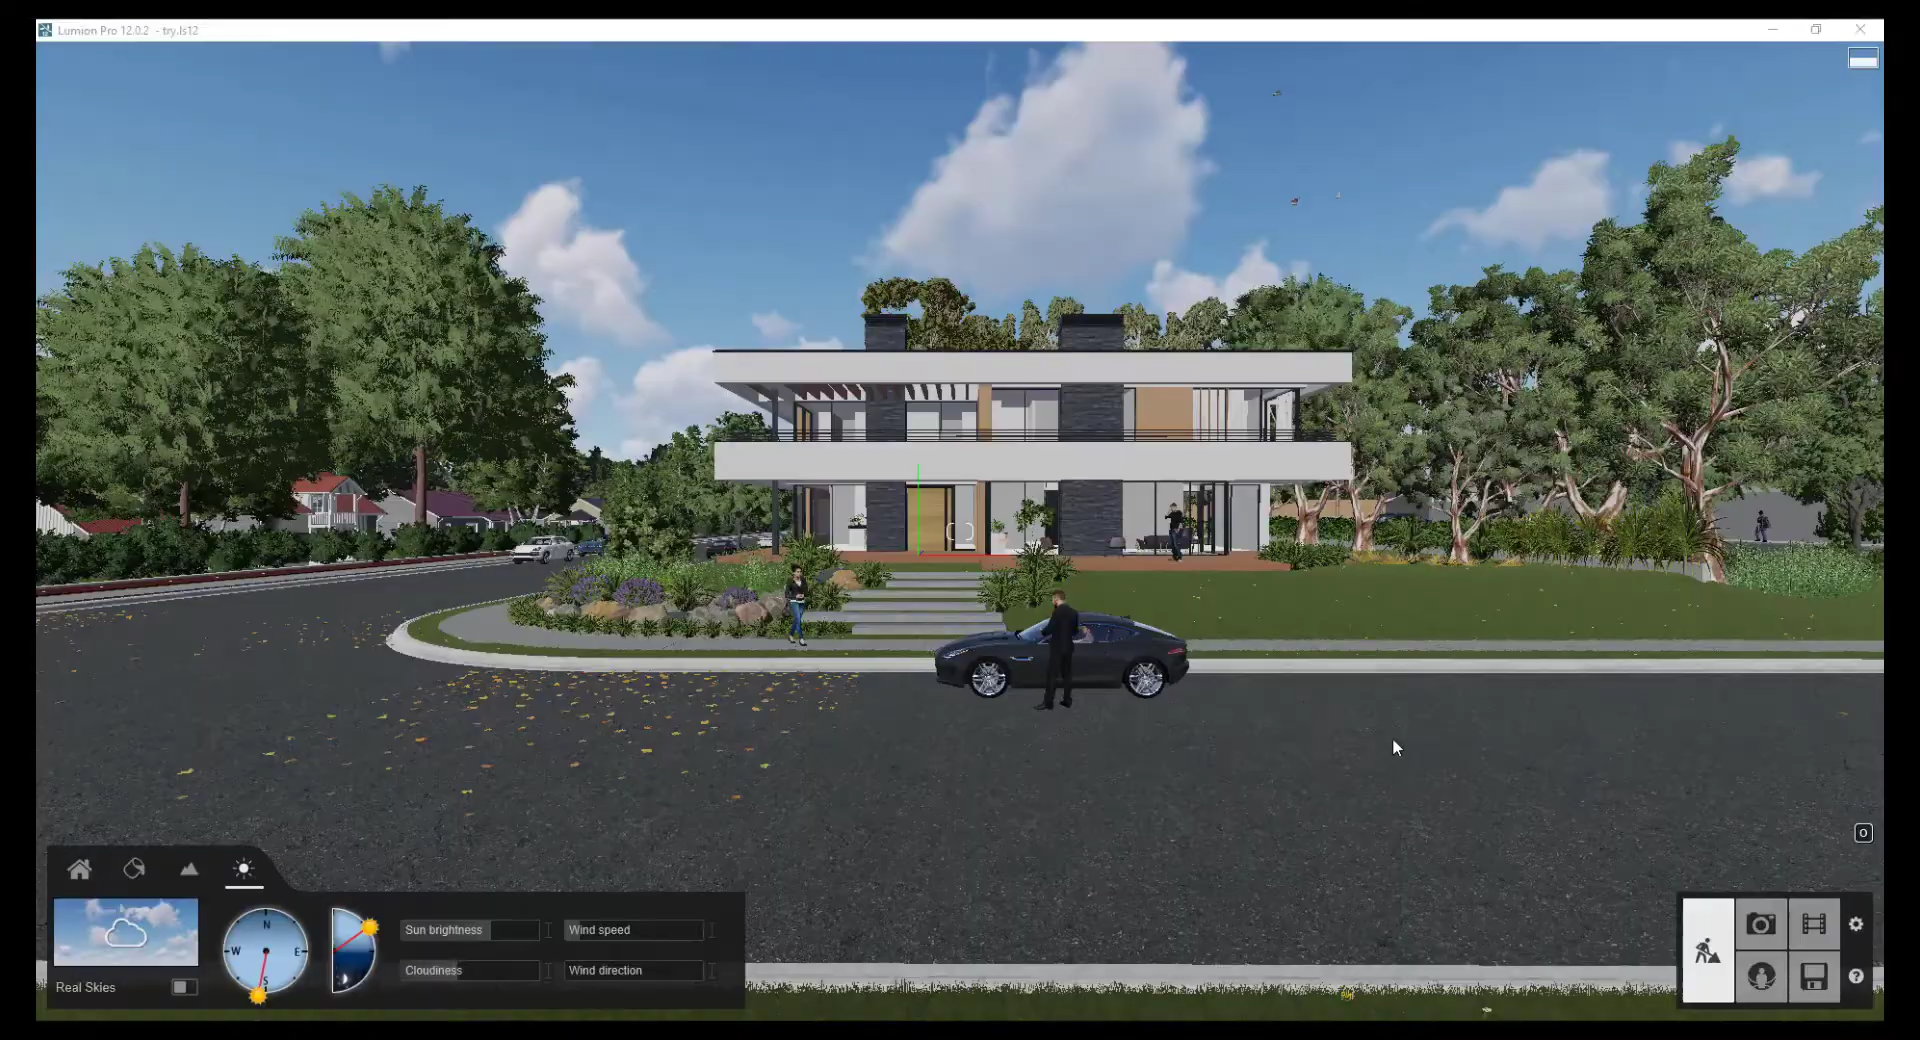 Lumion Pro 12.0.2 - try.ls12
O
N
W E
S
Sun brightness
Wind speed
Cloudiness
Wind direction
Real Skies
?